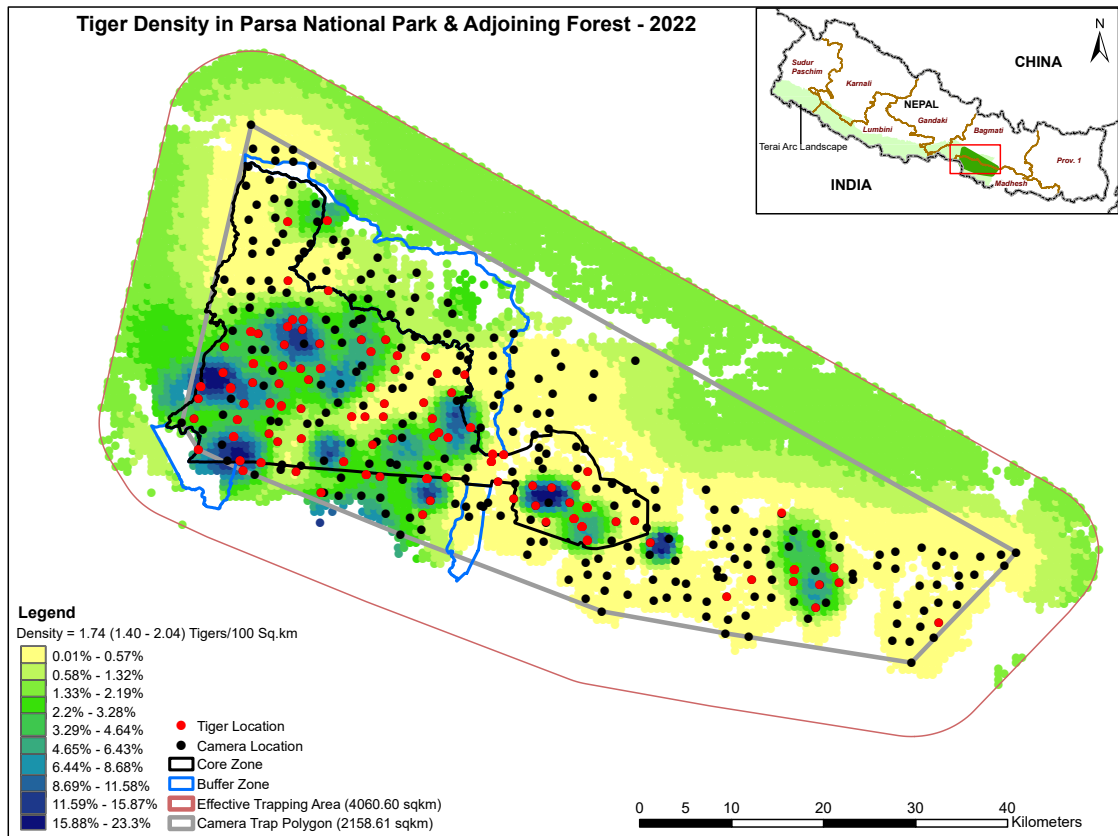 Tiger Density in Parsa National Park & Adjoining Forest - 2022
N
CHINA
Sudur
Paschim
Karnali
NEPAL
Gandaki
Lumbini
Bagmati
Terai Arc Landscape
Prov. 1
Madhesh
INDIA
Legend
Density = 1.74 (1.40 - 2.04) Tigers/100 Sq.km
0.01% - 0.57%
0.58% - 1.32%
1.33% - 2.19%
2.2% - 3.28%
3.29% - 4.64%
4.65% - 6.43%
6.44% - 8.68%
8.69% - 11.58%
11.59% - 15.87%
15.88% - 23.3%
Tiger Location
Camera Location
Core Zone
Buffer Zone
Effective Trapping Area (4060.60 sqkm)
Camera Trap Polygon (2158.61 sqkm)
0 5 10 20 30 40
Kilometers